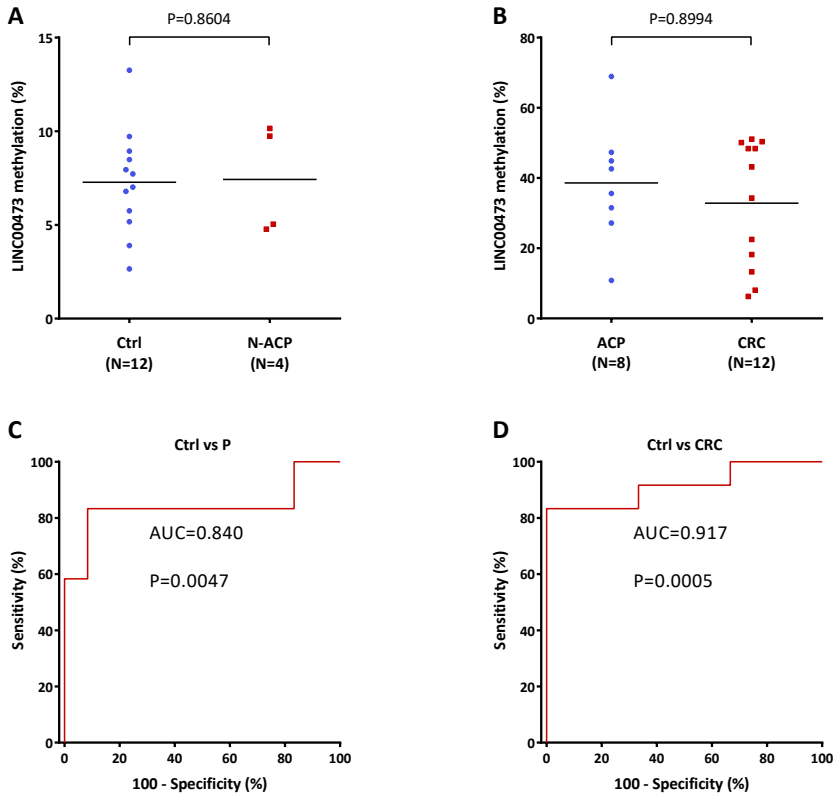 A
P=0.8604
LINC00473 methylation (%)
15
10
5
0
Ctrl
(N=12)
N-ACP
(N=4)
B
P=0.8994
LINC00473 methylation (%)
80
60
40
20
0
ACP
(N=8)
CRC
(N=12)
C
Ctrl vs P
Sensitivity (%)
100
80
60
40
20
0
AUC=0.840
P=0.0047
0 20 40 60 80 100
100 - Specificity (%)
D
Ctrl vs CRC
Sensitivity (%)
100
80
60
40
20
0
AUC=0.917
P=0.0005
0 20 40 60 80 100
100 - Specificity (%)